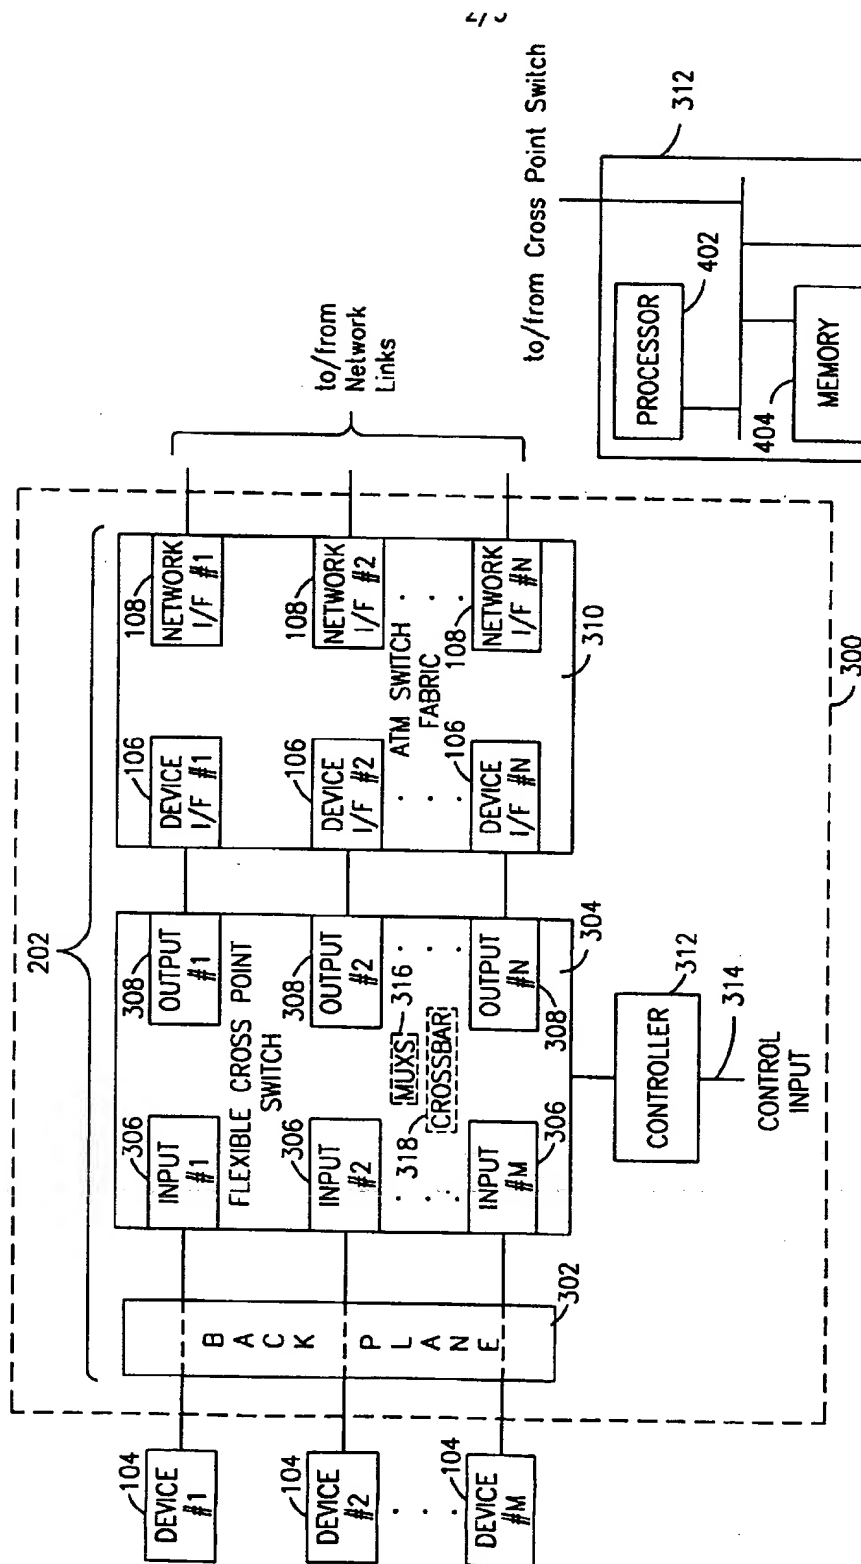 202
104
DEVICE
#1
104
DEVICE
#2
104
DEVICE
#M
BACK PLANE
302
306
INPUT
#1
306
INPUT
#2
INPUT
#M
306
FLEXIBLE CROSS POINT
SWITCH
MUXS
316
318
CROSSBAR
308
OUTPUT
#1
308
OUTPUT
#2
OUTPUT
#N
308
304
CONTROLLER
312
314
CONTROL
INPUT
106
DEVICE
I/F #1
106
DEVICE
I/F #2
106
DEVICE
I/F #N
ATM SWITCH
FABRIC
108
NETWORK
I/F #1
108
NETWORK
I/F #2
108
NETWORK
I/F #N
310
300
to/from
Network
Links
to/from Cross Point Switch
312
PROCESSOR
402
404
MEMORY